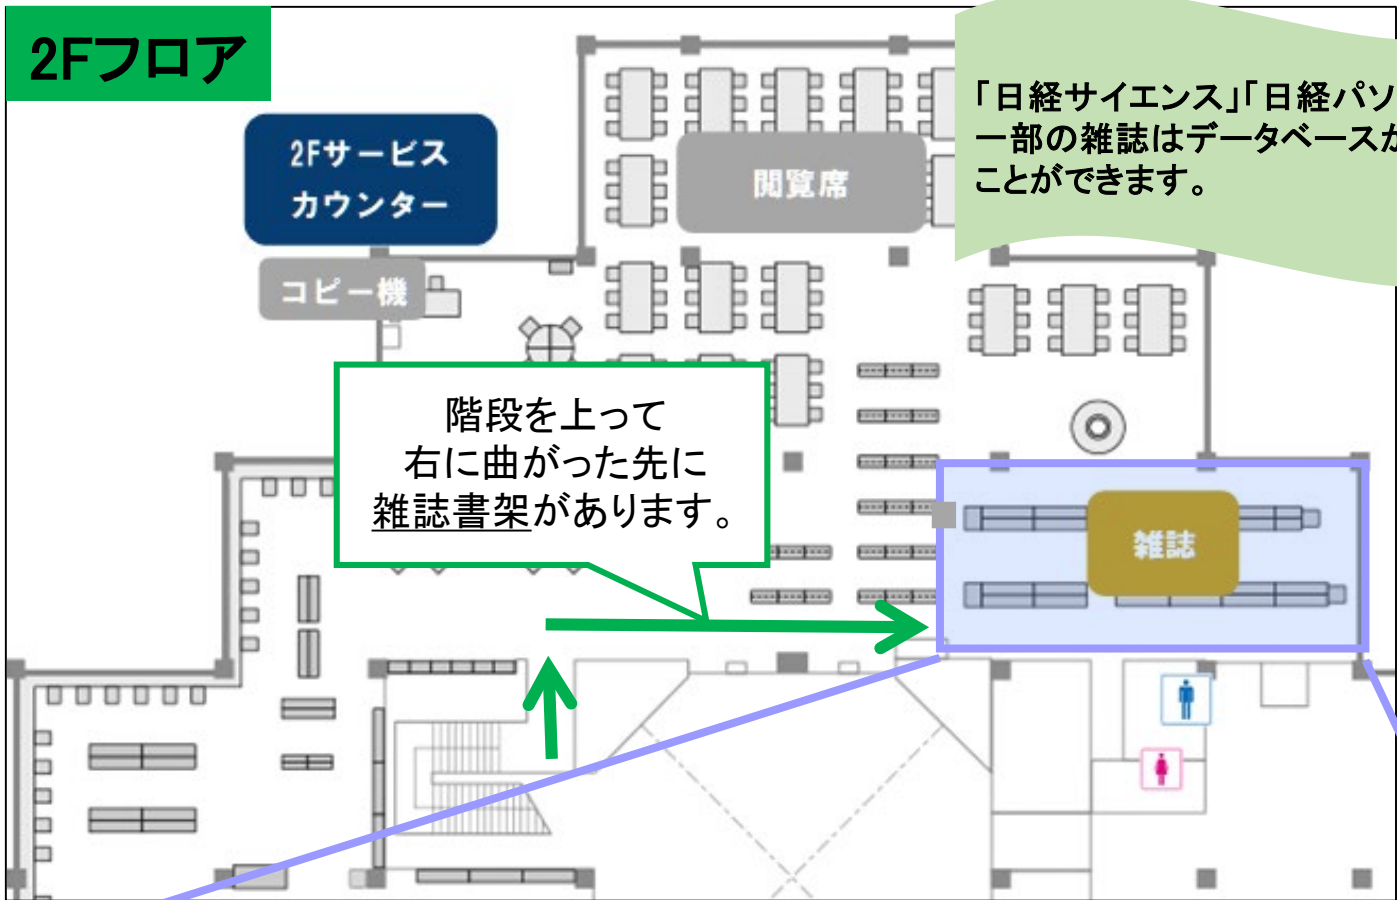 2Fフロア
2Fサービス
カウンター
コピー機
閲覧席
「日経サイエンス」「日経パソ
一部の雑誌はデータベースか
ことができます。
階段を上って
右に曲がった先に
雑誌書架があります。
雑誌